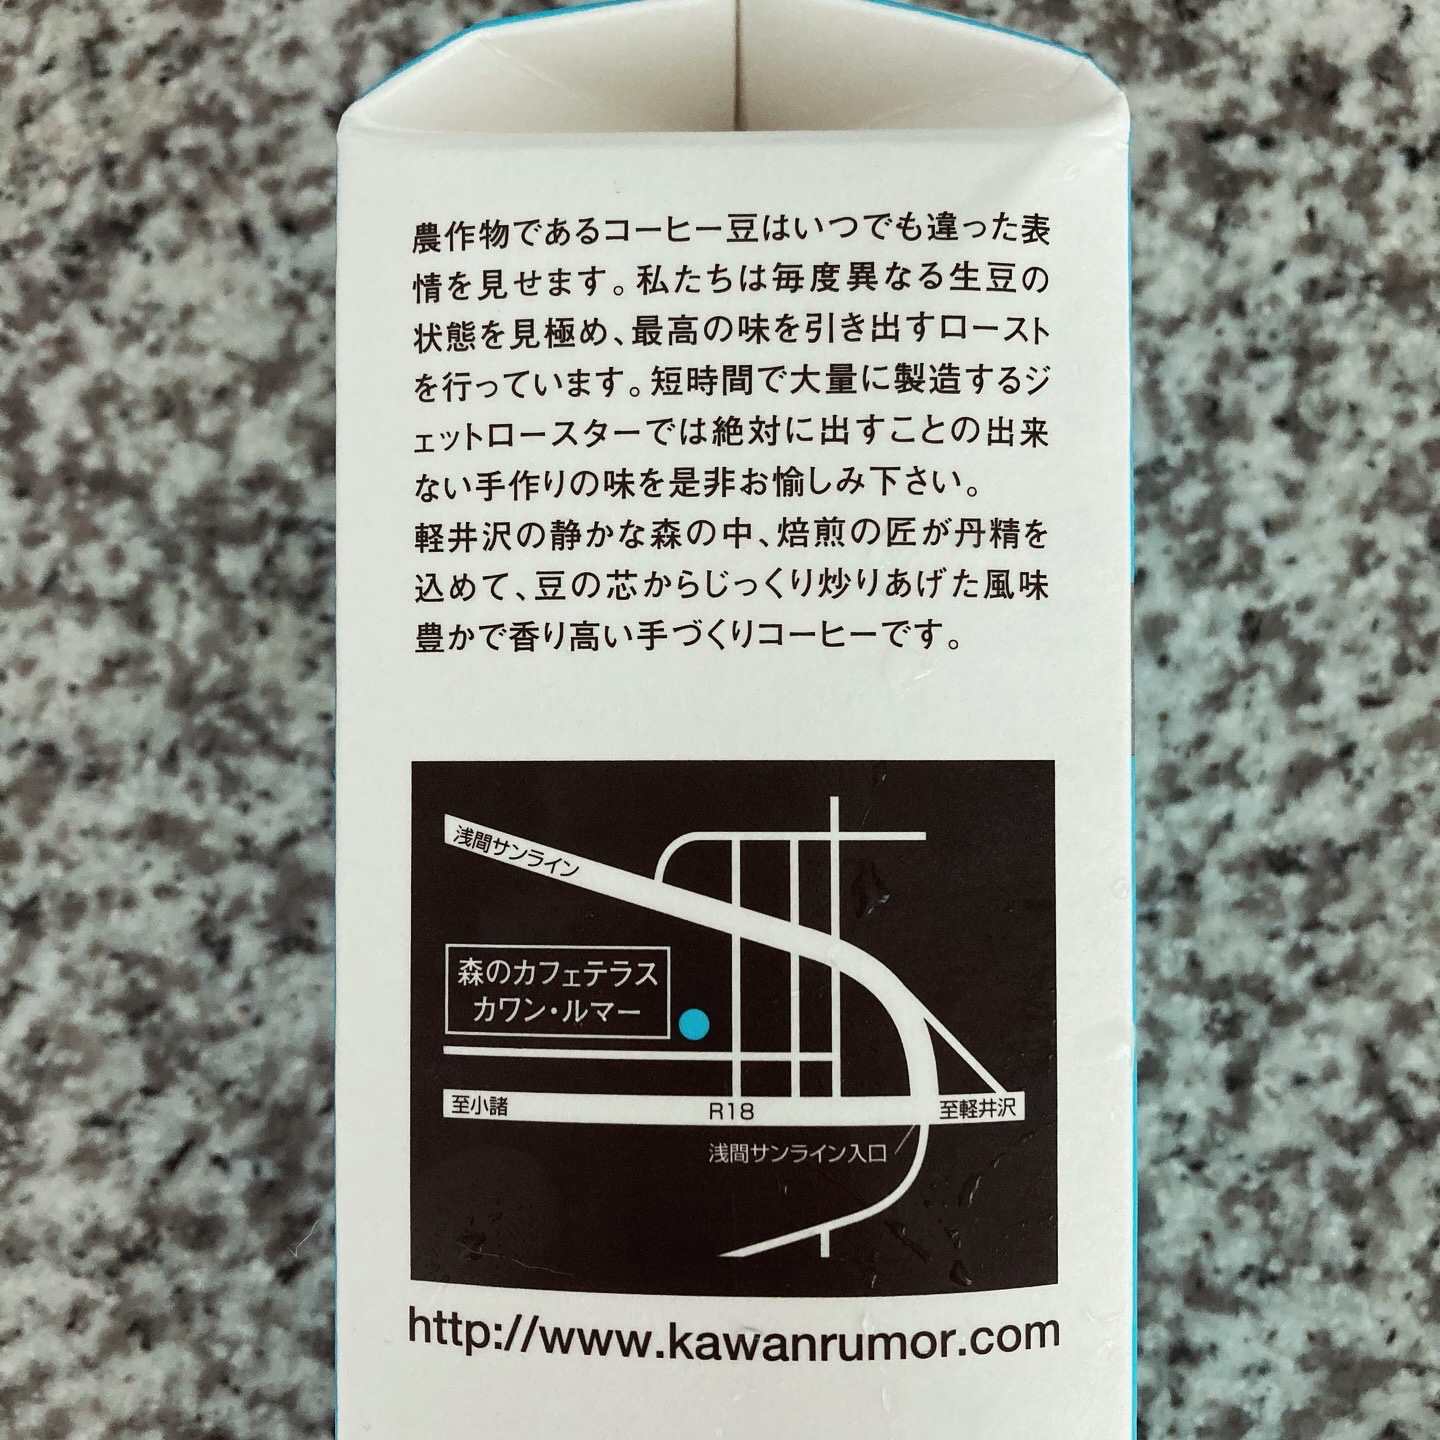 農作物であるコーヒー豆はいつでも違った表
情を見せます。私たちは毎度異なる生豆の
状態を見極め、最高の味を引き出すロースト
を行っています。短時間で大量に製造するジ
ェットロースターでは絶対に出すことの出来
ない手作りの味を是非お愉しみ下さい。
軽井沢の静かな森の中、焙煎の匠が丹精を
込めて、豆の芯からじっくり炒りあげた風味
豊かで香り高い手づくりコーヒーです。
浅間サンライン
森のカフェテラス
カワン・ルマー
至小諸
R18
至軽井沢
浅間サンライン入口
http://www.kawanrumor.com